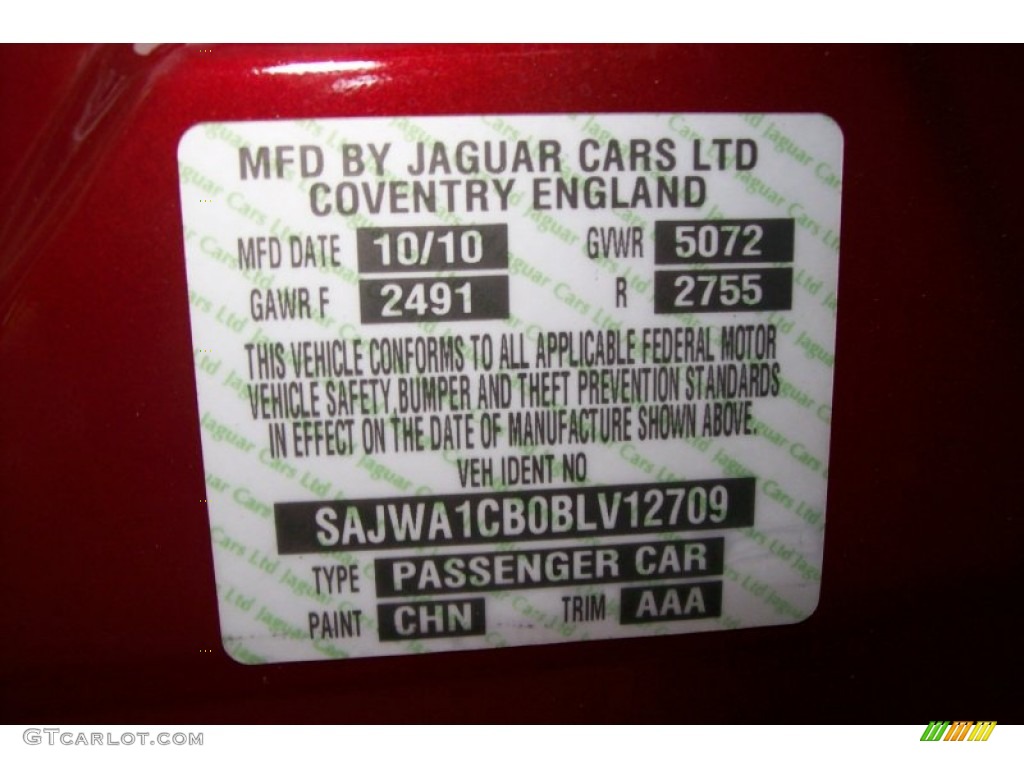 MFD BY JAGUAR CARS LTD
COVENTRY ENGLAND
MFD DATE 10/10 GVWR 5072
GAWR F 2491 R 2755
THIS VEHICLE CONFORMS TO ALL APPLICABLE FEDERAL MOTOR
VEHICLE SAFETY, BUMPER AND THEFT PREVENTION STANDARDS
IN EFFECT ON THE DATE OF MANUFACTURE SHOWN ABOVE.
VEH IDENT NO
SAJWA1CB0BLV12709
TYPE PASSENGER CAR
PAINT CHN TRIM AAA
GTCARLOT.COM